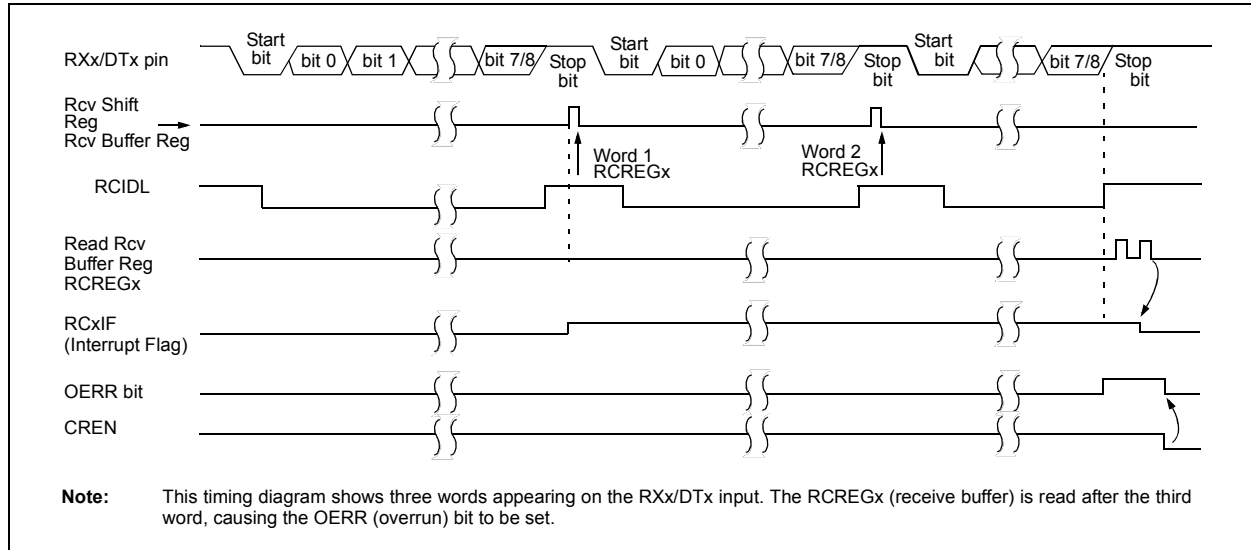 Start
bit
bit 0
bit 1
bit 7/8
Stop
bit
Start
bit
bit 0
bit 7/8
Stop
bit
Start
bit
bit 7/8
Stop
bit
RXx/DTx pin
Rcv Shift
Reg
Rcv Buffer Reg
Word 1
RCREGx
Word 2
RCREGx
RCIDL
Read Rcv
Buffer Reg
RCREGx
RCxIF
(Interrupt Flag)
OERR bit
CREN
Note: This timing diagram shows three words appearing on the RXx/DTx input. The RCREGx (receive buffer) is read after the third
word, causing the OERR (overrun) bit to be set.